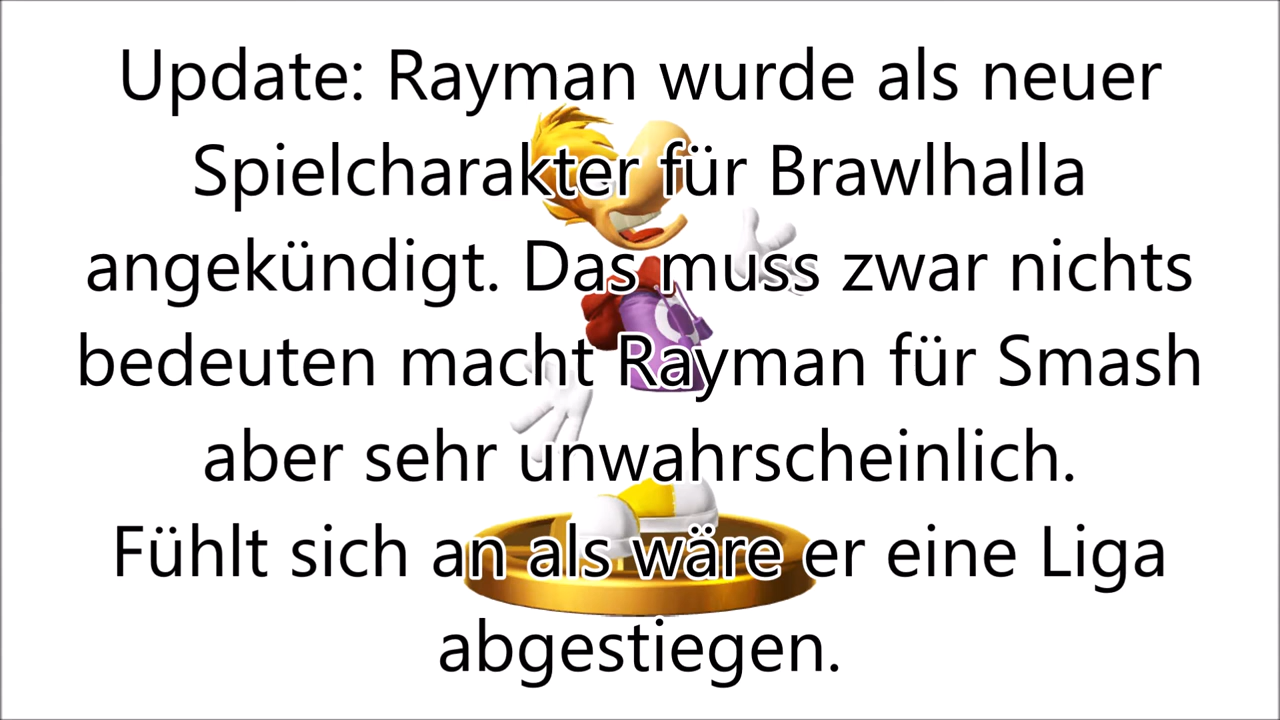 Update: Rayman wurde als neuer
Spielcharakter für Brawlhalla
angekündigt. Das muss zwar nichts
bedeuten macht Rayman für Smash
aber sehr unwahrscheinlich.
Fühlt sich an als wäre er eine Liga
abgestiegen.